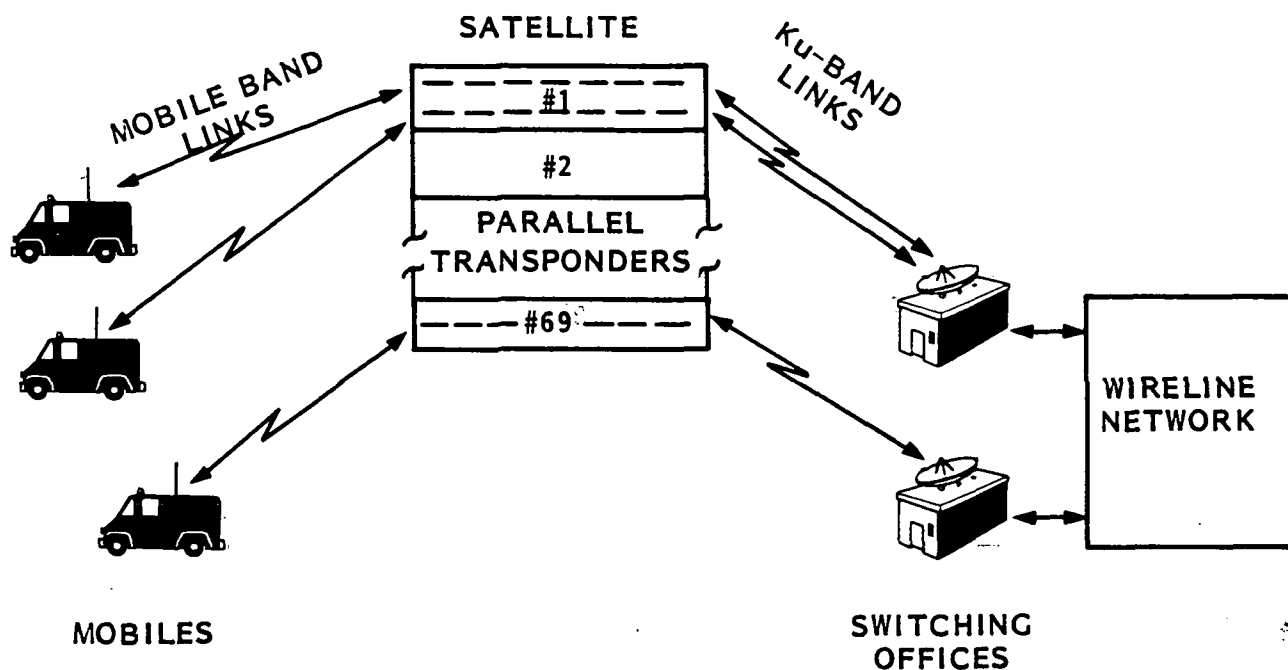 SATELLITE
MOBILE BAND
LINKS
Ku-BAND
LINKS
#1
#2
PARALLEL
TRANSPONDERS
#69
WIRELINE
NETWORK
MOBILES
SWITCHING
OFFICES